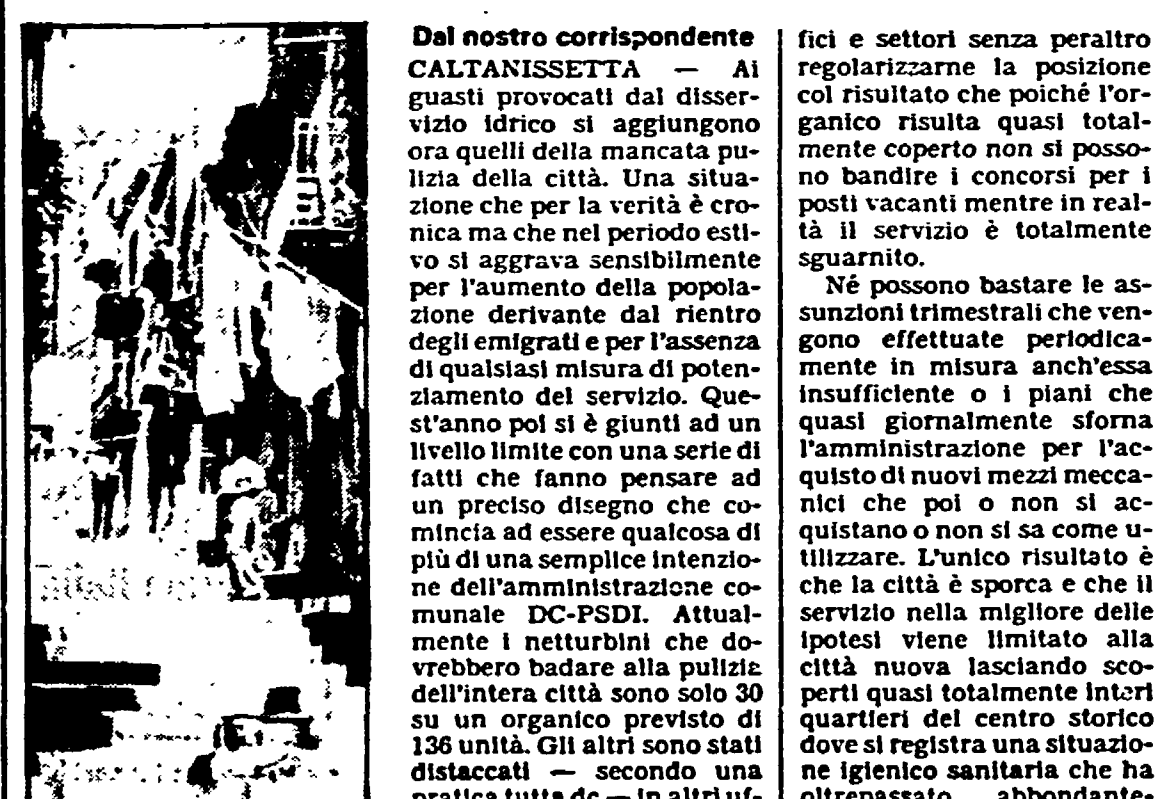 Dal nostro corrispondente
CALTANISSETTA — Ai
guasti provocati dal disser-
vizio idrico si aggiungono
ora quelli della mancata pu-
lizia della città. Una situa-
zione che per la verità è cro-
nica ma che nel periodo esti-
vo si aggrava sensibilmente
per l'aumento della popola-
zione derivante dal rientro
degli emigrati e per l'assenza
di qualsiasi misura di poten-
ziamento del servizio. Que-
st'anno poi si è giunti ad un
livello limite con una serie di
fatti che fanno pensare ad
un preciso disegno che co-
mincia ad essere qualcosa di
più di una semplice intenzio-
ne dell'amministrazione co-
munale DC-PSDI. Attual-
mente i netturbini che do-
vrebbero badare alla pulizia
dell'intera città sono solo 30
su un organico previsto di
136 unità. Gli altri sono stati
distaccati — secondo una
pratica tutta dc — in altri uf-
fici e settori senza peraltro
regolarizzarne la posizione
col risultato che poiché l'or-
ganico risulta quasi total-
mente coperto non si posso-
no bandire i concorsi per i
posti vacanti mentre in real-
tà il servizio è totalmente
sguarnito.
Né possono bastare le as-
sunzioni trimestrali che ven-
gono effettuate periodica-
mente in misura anch'essa
insufficiente o i piani che
quasi giornalmente sforna
l'amministrazione per l'ac-
quisto di nuovi mezzi mecca-
nici che poi o non si ac-
quistano o non si sa come u-
tilizzare. L'unico risultato è
che la città è sporca e che il
servizio nella migliore delle
ipotesi viene limitato alla
città nuova lasciando sco-
perti quasi totalmente interi
quartieri del centro storico
dove si registra una situazio-
ne igienico sanitaria che ha
oltrepassato abbondante-